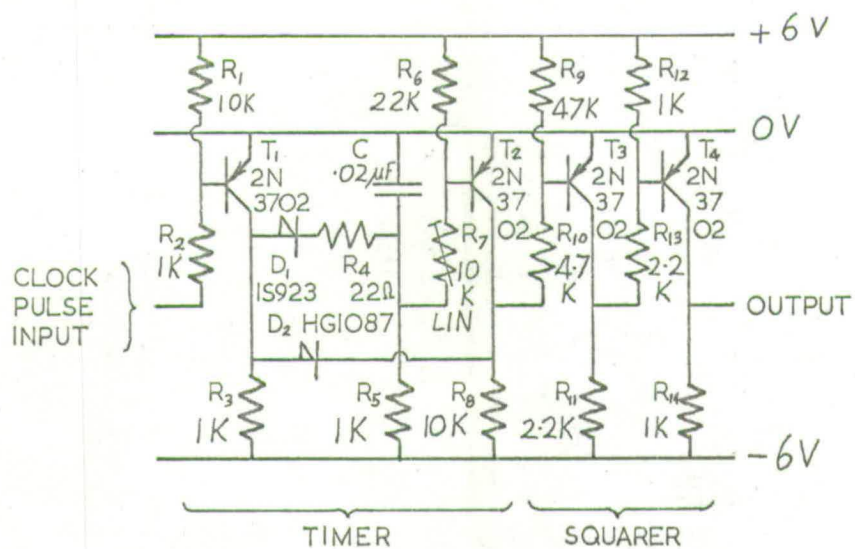 +6V
R1
10K
R6
22K
R9
47K
R12
1K
0V
T1
2N
3702
C
.02µF
T2
2N
37
02
T3
2N
37
02
T4
2N
37
02
R2
1K
D1
1S923
R4
22Ω
R7
10
K
LIN
R10
4.7
K
R13
2.2
K
CLOCK
PULSE
INPUT
OUTPUT
D2 HG1087
R3
1K
R5
1K
R8
10K
R11
2.2K
R14
1K
-6V
TIMER
SQUARER